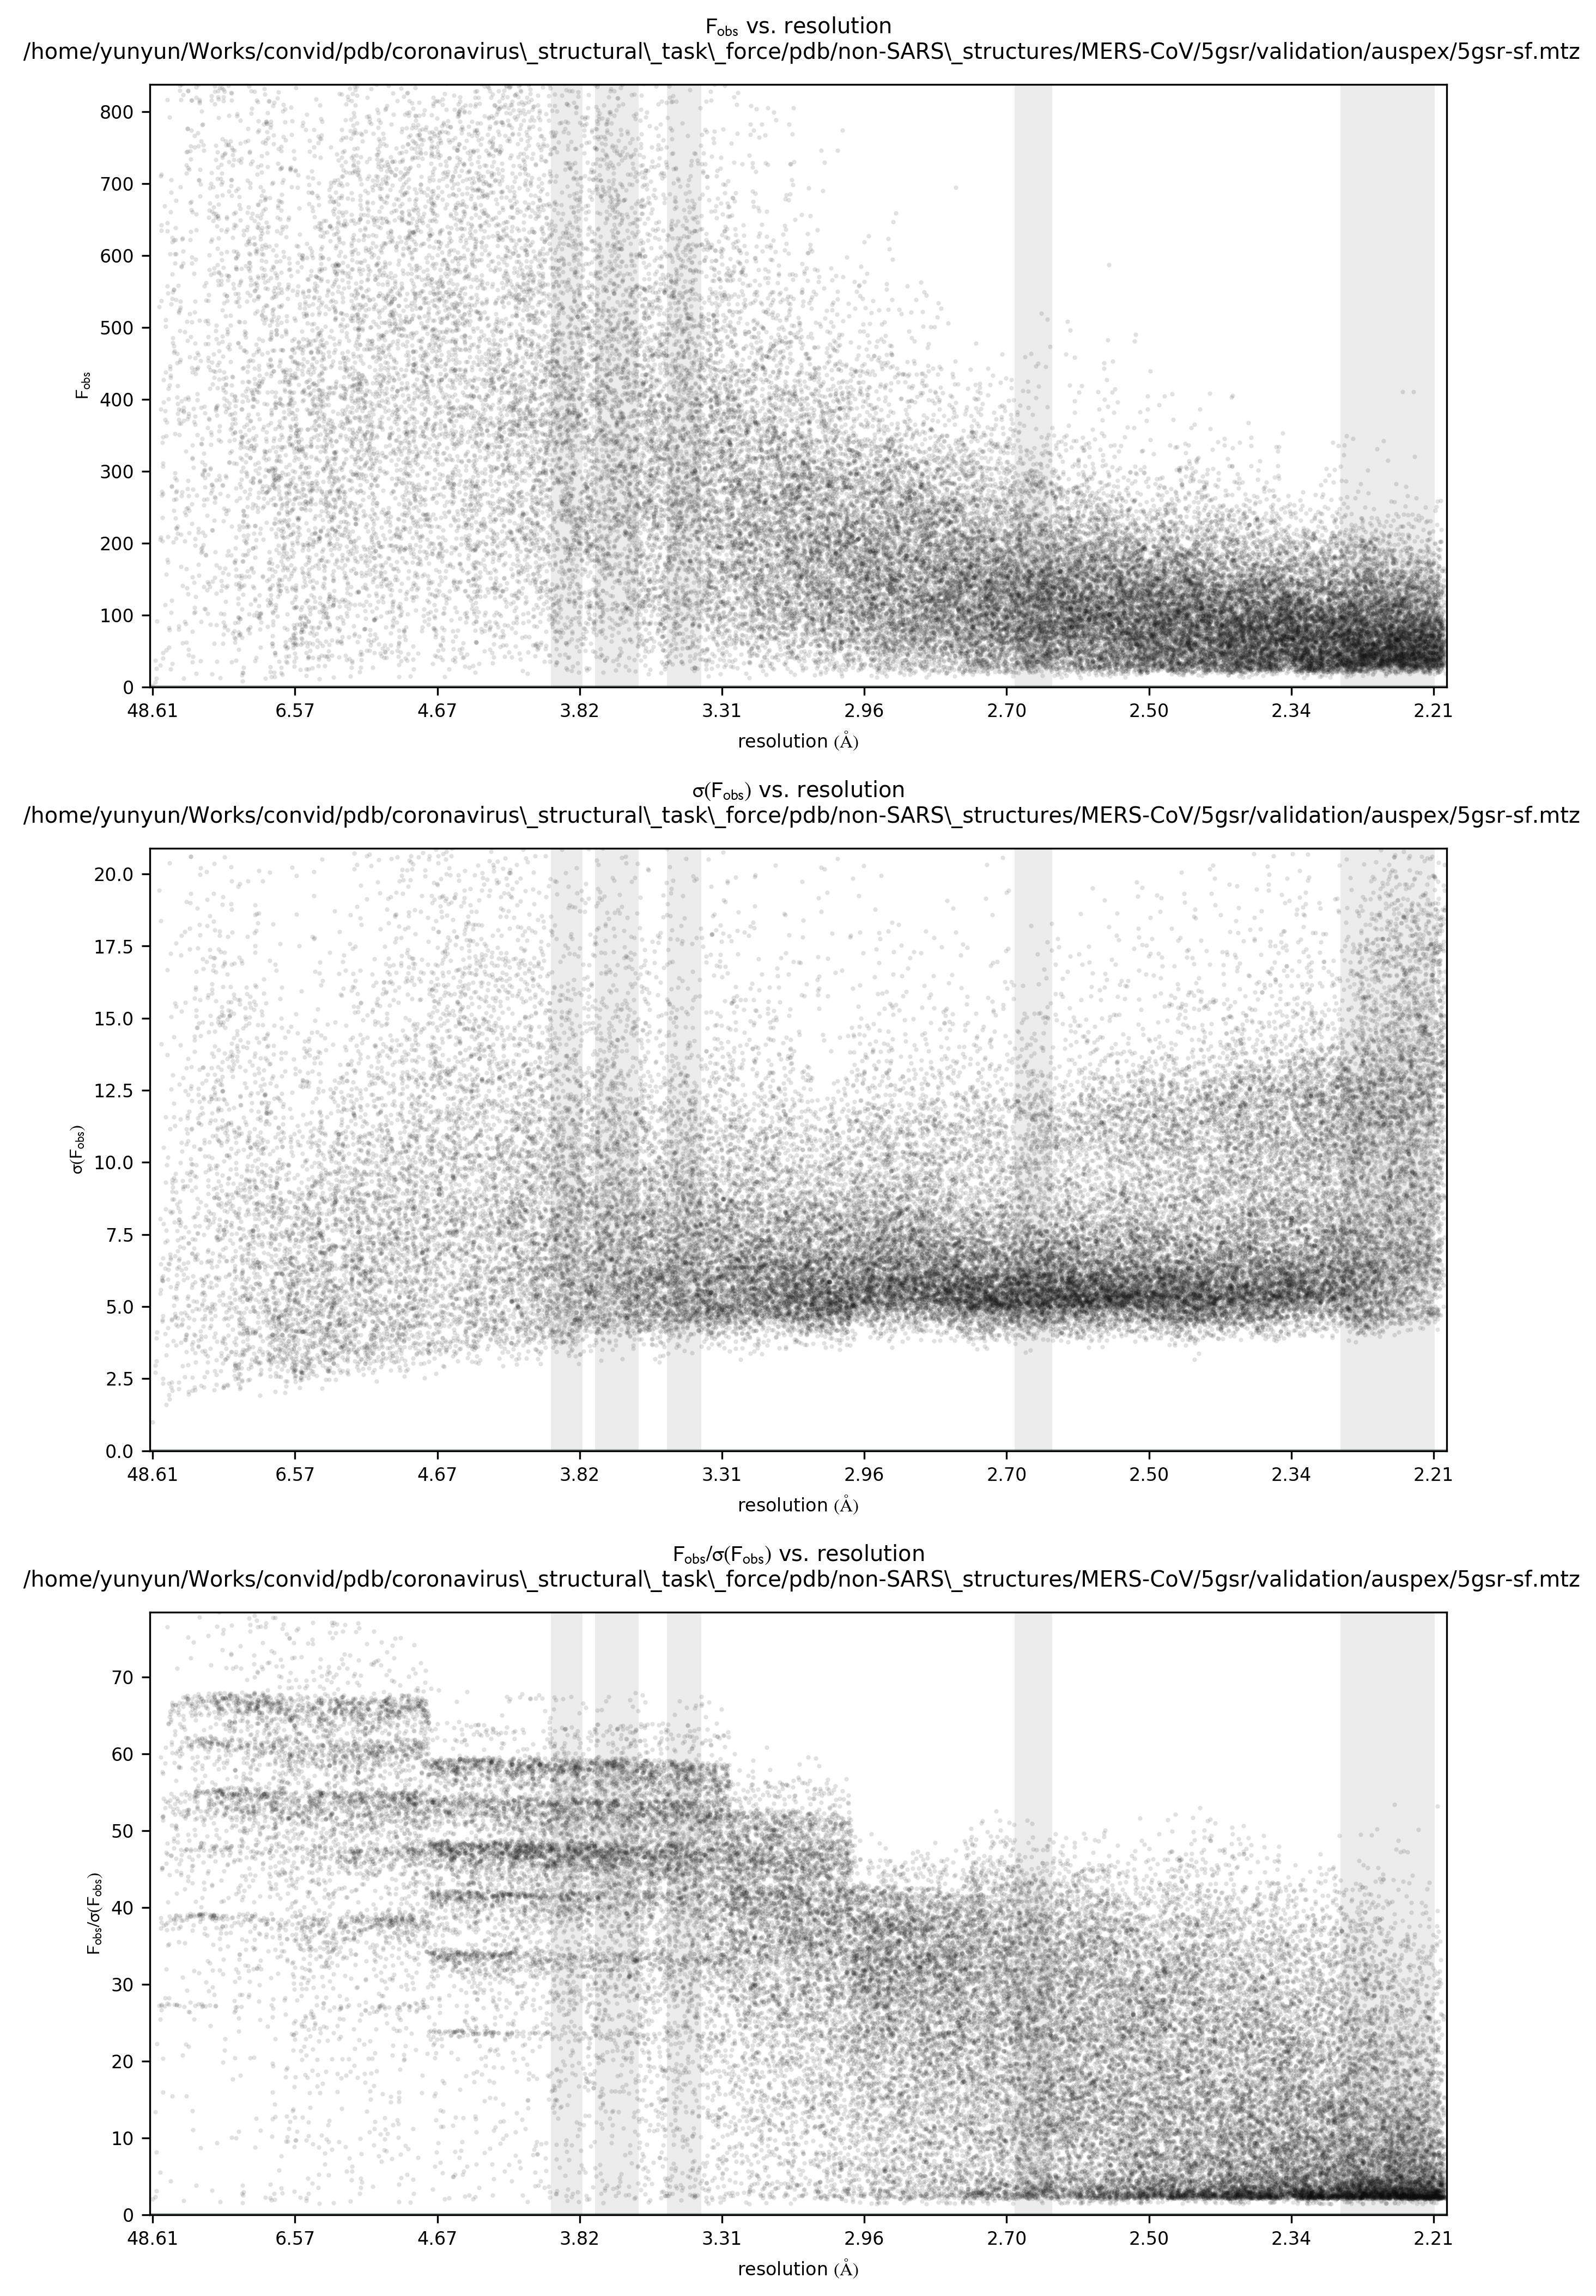 Fobs vs. resolution
/home/yunyun/Works/convid/pdb/coronavirus\_structural\_task\_force/pdb/non-SARS\_structures/MERS-CoV/5gsr/validation/auspex/5gsr-sf.mtz
800
700
600
500
400
300
200
100
0
Fobs
48.61 6.57 4.67 3.82 3.31 2.96 2.70 2.50 2.34 2.21
resolution (Å)
σ(Fobs) vs. resolution
/home/yunyun/Works/convid/pdb/coronavirus\_structural\_task\_force/pdb/non-SARS\_structures/MERS-CoV/5gsr/validation/auspex/5gsr-sf.mtz
20.0
17.5
15.0
12.5
10.0
7.5
5.0
2.5
0.0
σ(Fobs)
48.61 6.57 4.67 3.82 3.31 2.96 2.70 2.50 2.34 2.21
resolution (Å)
Fobs/σ(Fobs) vs. resolution
/home/yunyun/Works/convid/pdb/coronavirus\_structural\_task\_force/pdb/non-SARS\_structures/MERS-CoV/5gsr/validation/auspex/5gsr-sf.mtz
70
60
50
40
30
20
10
0
Fobs/σ(Fobs)
48.61 6.57 4.67 3.82 3.31 2.96 2.70 2.50 2.34 2.21
resolution (Å)